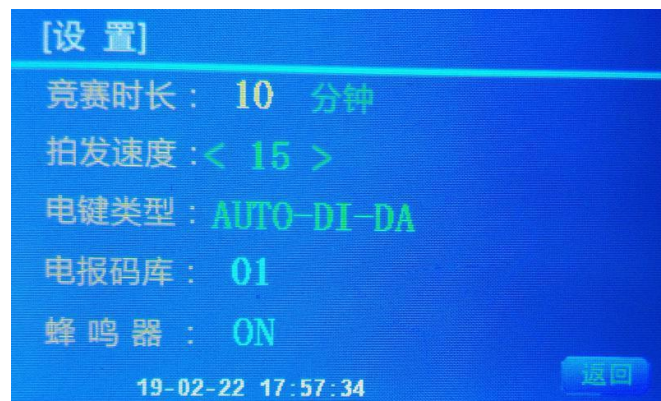 [设 置]
竞赛时长： 10 分钟
拍发速度：< 15 >
电键类型：AUTO-DI-DA
电报码库： 01
蜂 鸣 器 ： ON
19-02-22 17:57:34 返回